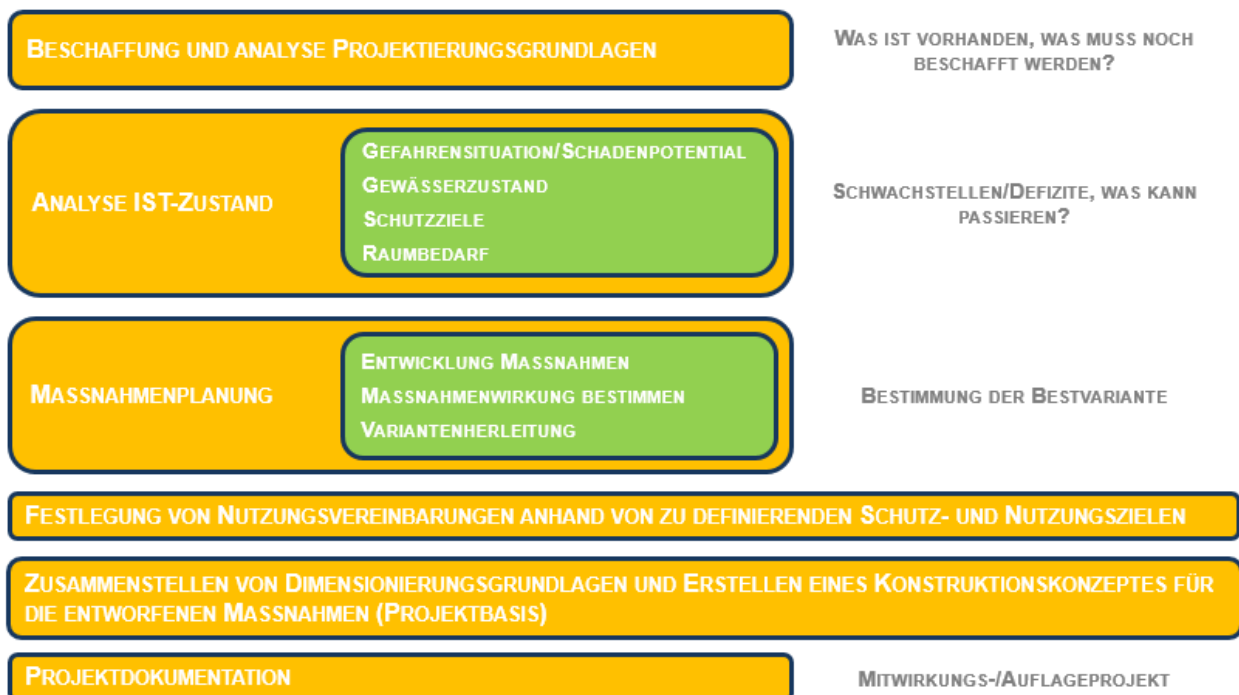 BESCHAFFUNG UND ANALYSE PROJEKTIERUNGSGRUNDLAGEN
WAS IST VORHANDEN, WAS MUSS NOCH
BESCHAFFT WERDEN?
ANALYSE IST-ZUSTAND
GEFAHRENSITUATION/SCHADENPOTENTIAL
GEWÄSSERZUSTAND
SCHUTZZIELE
RAUMBEDARF
SCHWACHSTELLEN/DEFIZITE, WAS KANN
PASSIEREN?
MASSNAHMENPLANUNG
ENTWICKLUNG MASSNAHMEN
MASSNAHMENWIRKUNG BESTIMMEN
VARIANTENHERLEITUNG
BESTIMMUNG DER BESTVARIANTE
FESTLEGUNG VON NUTZUNGSVEREINBARUNGEN ANHAND VON ZU DEFINIERENDEN SCHUTZ- UND NUTZUNGSZIELEN
ZUSAMMENSTELLEN VON DIMENSIONIERUNGSGRUNDLAGEN UND ERSTELLEN EINES KONSTRUKTIONSKONZEPTES FÜR
DIE ENTWORFENEN MASSNAHMEN (PROJEKTBASIS)
PROJEKTDOKUMENTATION
MITWIRKUNGS-/AUFLAGEPROJEKT